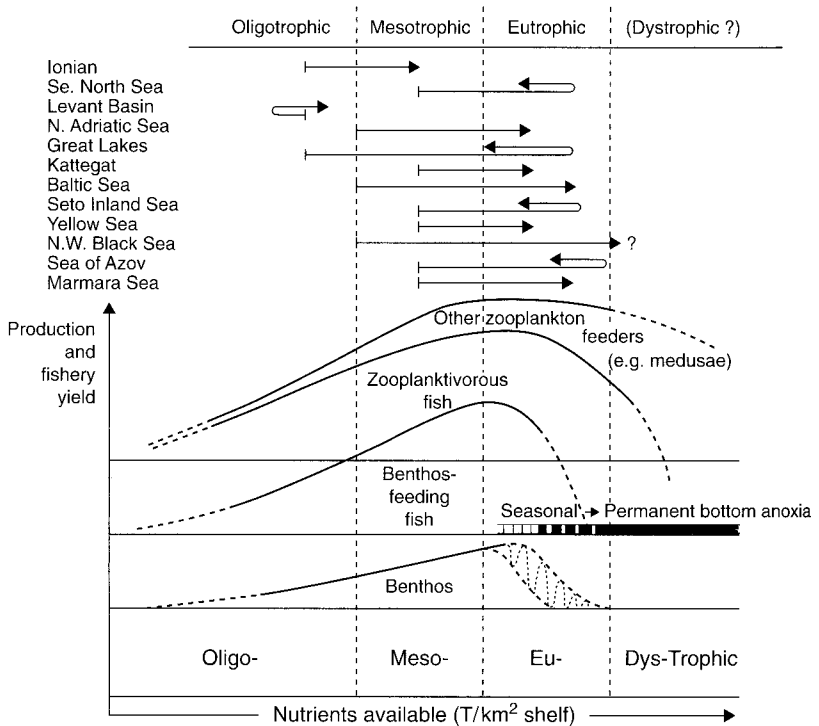 Oligotrophic Mesotrophic Eutrophic (Dystrophic ?)
Ionian
Se. North Sea
Levant Basin
N. Adriatic Sea
Great Lakes
Kattegat
Baltic Sea
Seto Inland Sea
Yellow Sea
N.W. Black Sea ?
Sea of Azov
Marmara Sea
Production
and
fishery
yield
Other zooplankton
feeders
(e.g. medusae)
Zooplanktivorous
fish
Benthos-
feeding
fish
Seasonal → Permanent bottom anoxia
Benthos
Oligo- Meso- Eu- Dys-Trophic
Nutrients available (T/km² shelf)